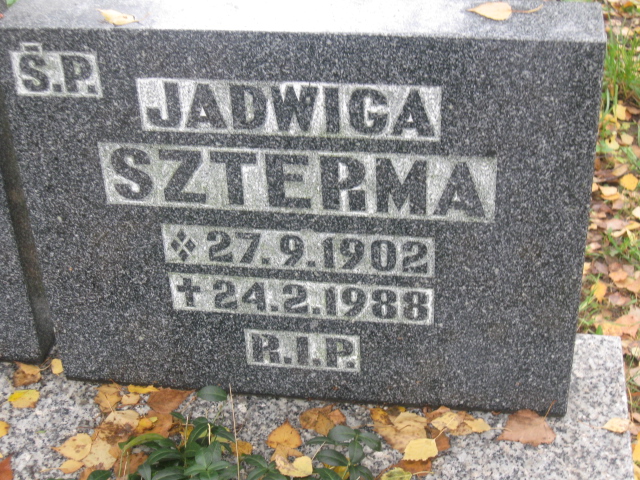 Ś.P. JADWIGA
SZTERMA
27.9.1902
✝ 24.2.1988
R.I.P.